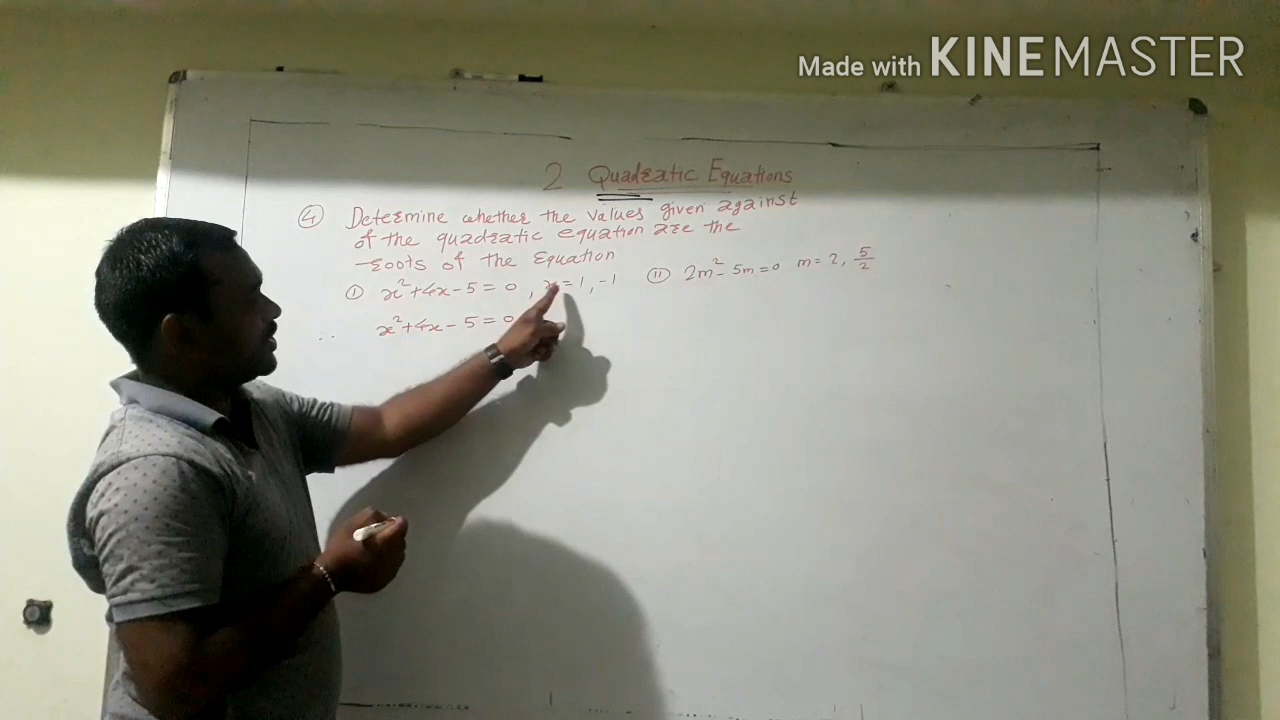 Made with KINEMASTER
2 Quadratic Equations
④ Determine whether the values given against
of the quadratic equation are the
roots of the Equation
① x² + 4x - 5 = 0, x = 1, -1 ⑪ 2m² - 5m = 0 m = 2, 5/2
∴ x² + 4x - 5 = 0